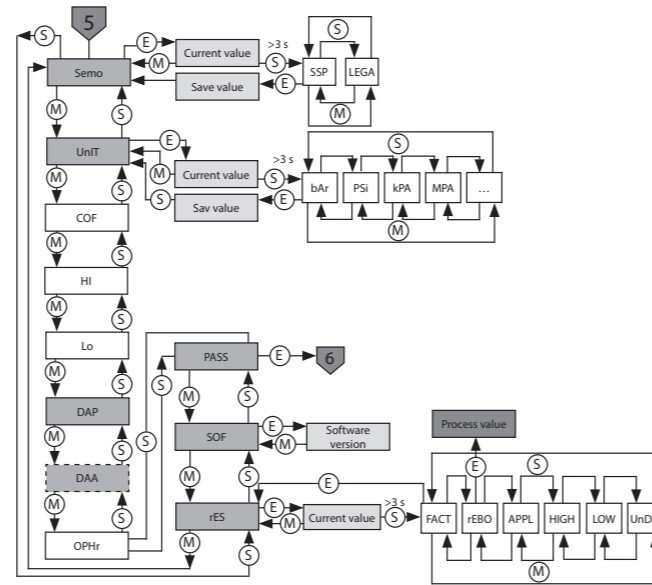 5
S
E
Current value
>3 s
S
M
S
SSP
LEGA
Semo
Save value
E
M
M
S
UnIT
E
S
M
Current value
>3 s
S
bAr
PSi
kPA
MPA
...
S
Sav value
E
M
M
S
COF
M
S
HI
M
S
Lo
PASS
E
6
M
S
S
M
S
DAP
SOF
E
M
Software
version
Process value
M
S
S
DAA
M
S
E
E
S
M
S
OPHr
rES
E
M
Current value
>3 s
S
FACT
rEBO
APPL
HIGH
LOW
UnD
M
S
M